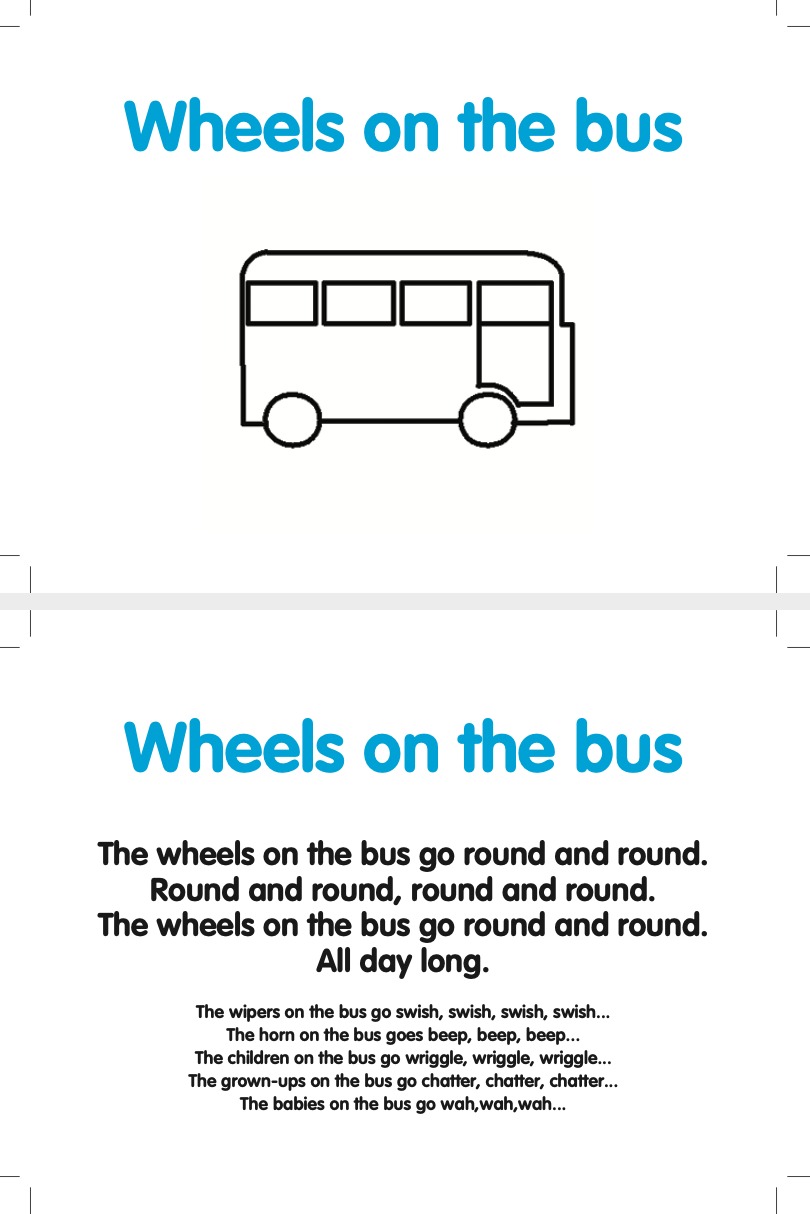 Wheels on the bus
Wheels on the bus
The wheels on the bus go round and round.
Round and round, round and round.
The wheels on the bus go round and round.
All day long.
The wipers on the bus go swish, swish, swish, swish...
The horn on the bus goes beep, beep, beep...
The children on the bus go wriggle, wriggle, wriggle...
The grown-ups on the bus go chatter, chatter, chatter...
The babies on the bus go wah,wah,wah...